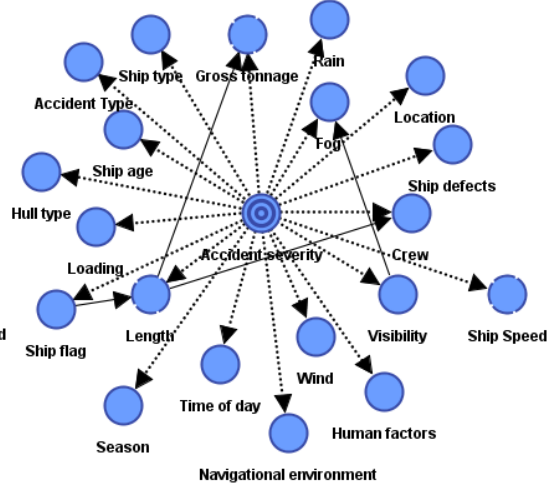 Rain
Ship type
Gross tonnage
Accident Type
Location
Fog
Ship age
Ship defects
Hull type
Accident severity
Crew
Loading
Length
Visibility
Ship Speed
Ship flag
Wind
Time of day
Human factors
Season
Navigational environment